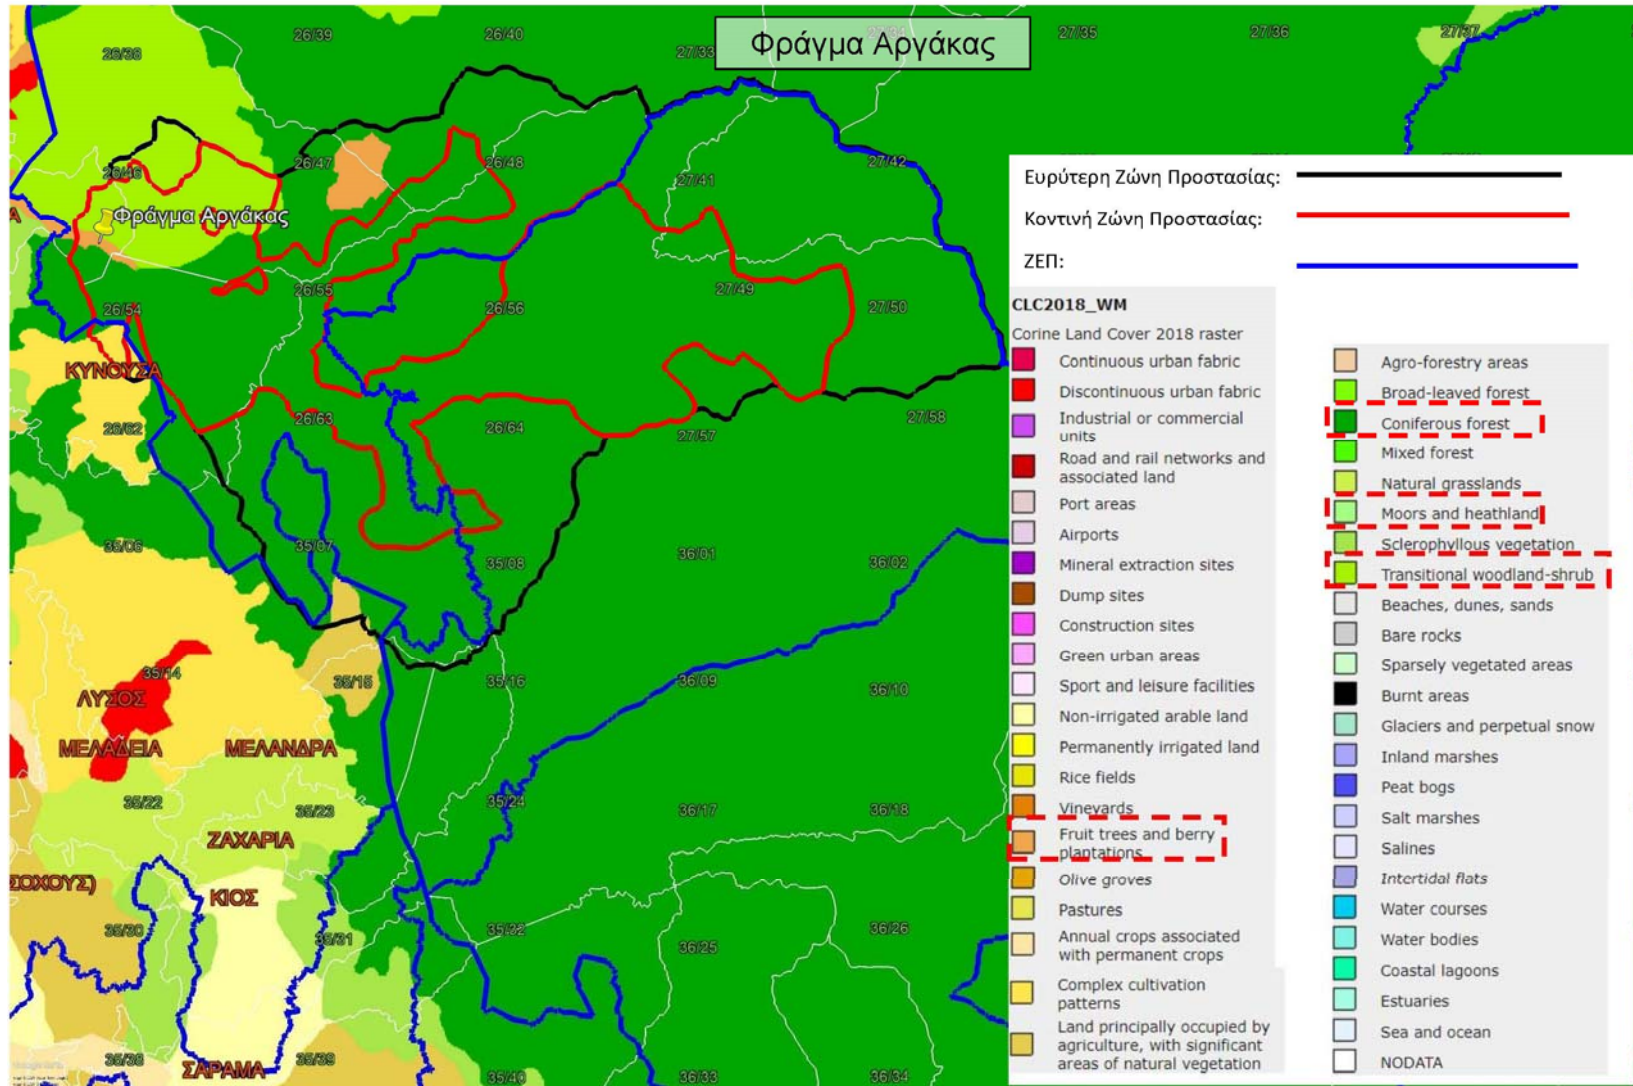 Φράγμα Αργάκας
26/38
26/39
26/40
27/33
27/34
27/35
27/36
27/37
26/46
26/47
26/48
27/41
27/42
Φράγμα Αργάκας
26/54
26/55
26/56
27/49
27/50
ΚΥΝΟΥΣΑ
26/62
26/63
26/64
27/57
27/58
35/06
35/07
35/08
36/01
36/02
35/14
35/15
35/16
36/09
36/10
ΛΥΣΟΣ
ΜΕΛΑΔΕΙΑ
ΜΕΛΑΝΔΡΑ
35/22
35/23
35/24
36/17
36/18
ΖΑΧΑΡΙΑ
ΣΟΧΟΥΣ)
ΚΙΟΣ
35/30
35/31
35/32
36/25
36/26
35/38
ΣΑΡΑΜΑ
35/39
35/40
36/33
36/34
Ευρύτερη Ζώνη Προστασίας:
Κοντινή Ζώνη Προστασίας:
ΖΕΠ:
CLC2018_WM
Corine Land Cover 2018 raster
Continuous urban fabric
Discontinuous urban fabric
Industrial or commercial
units
Road and rail networks and
associated land
Port areas
Airports
Mineral extraction sites
Dump sites
Construction sites
Green urban areas
Sport and leisure facilities
Non-irrigated arable land
Permanently irrigated land
Rice fields
Vineyards
Fruit trees and berry
plantations
Olive groves
Pastures
Annual crops associated
with permanent crops
Complex cultivation
patterns
Land principally occupied by
agriculture, with significant
areas of natural vegetation
Agro-forestry areas
Broad-leaved forest
Coniferous forest
Mixed forest
Natural grasslands
Moors and heathland
Sclerophyllous vegetation
Transitional woodland-shrub
Beaches, dunes, sands
Bare rocks
Sparsely vegetated areas
Burnt areas
Glaciers and perpetual snow
Inland marshes
Peat bogs
Salt marshes
Salines
Intertidal flats
Water courses
Water bodies
Coastal lagoons
Estuaries
Sea and ocean
NODATA